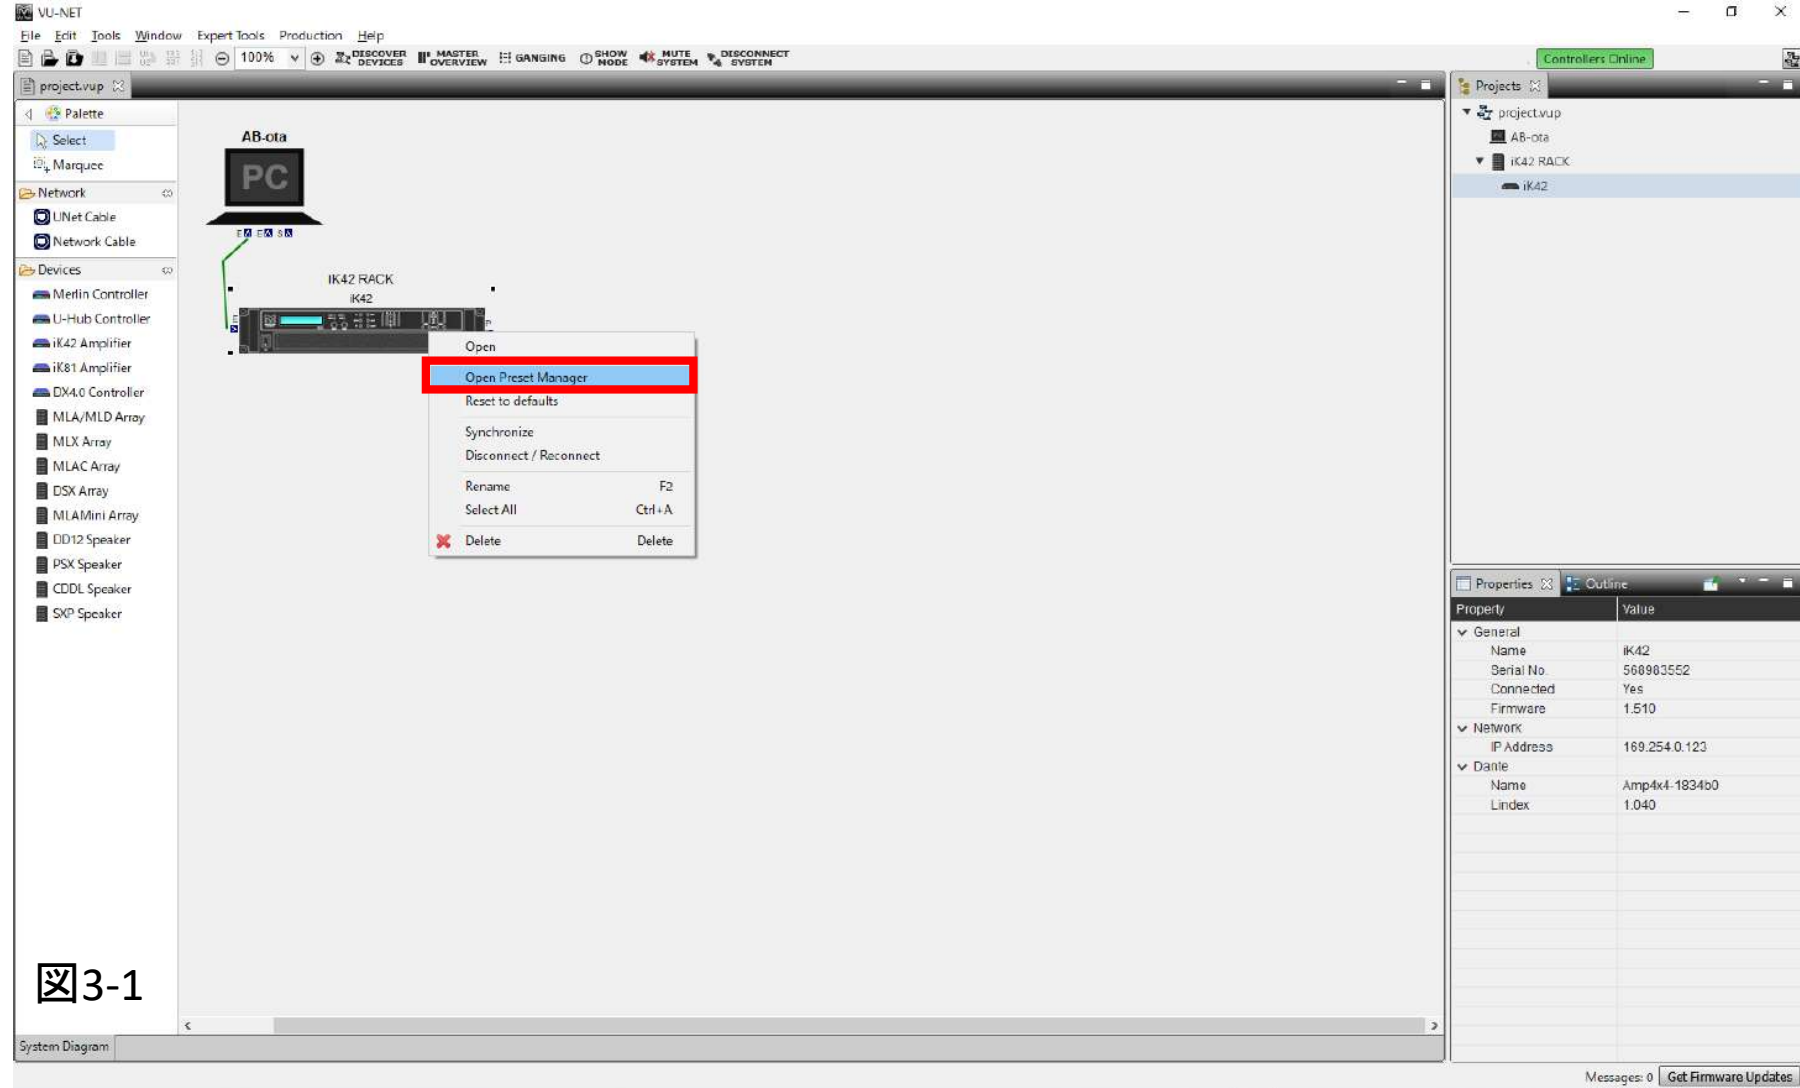 VU-NET
File Edit Tools Window Expert Tools Production Help
100% DISCOVER DEVICES MASTER OVERVIEW GANGING SHOW MODE MUTE SYSTEM DISCONNECT SYSTEM Controllers Online
project.vup
Palette
Select
Marquee
Network
UNet Cable
Network Cable
Devices
Merlin Controller
U-Hub Controller
iK42 Amplifier
iK81 Amplifier
DX4.0 Controller
MLA/MLD Array
MLX Array
MLAC Array
DSX Array
MLAMini Array
DD12 Speaker
PSX Speaker
CDDL Speaker
SXP Speaker
AB-ota
PC
E A E A S A
IK42 RACK
iK42
Open
Open Preset Manager
Reset to defaults
Synchronize
Disconnect / Reconnect
Rename F2
Select All Ctrl+A
Delete Delete
図3-1
System Diagram
Projects
project.vup
AB-ota
iK42 RACK
iK42
Properties Outline
Property Value
General
Name iK42
Serial No. 568983552
Connected Yes
Firmware 1.510
Network
IP Address 169.254.0.123
Dante
Name Amp4x4-1834b0
Lindex 1.040
Messages: 0 Get Firmware Updates